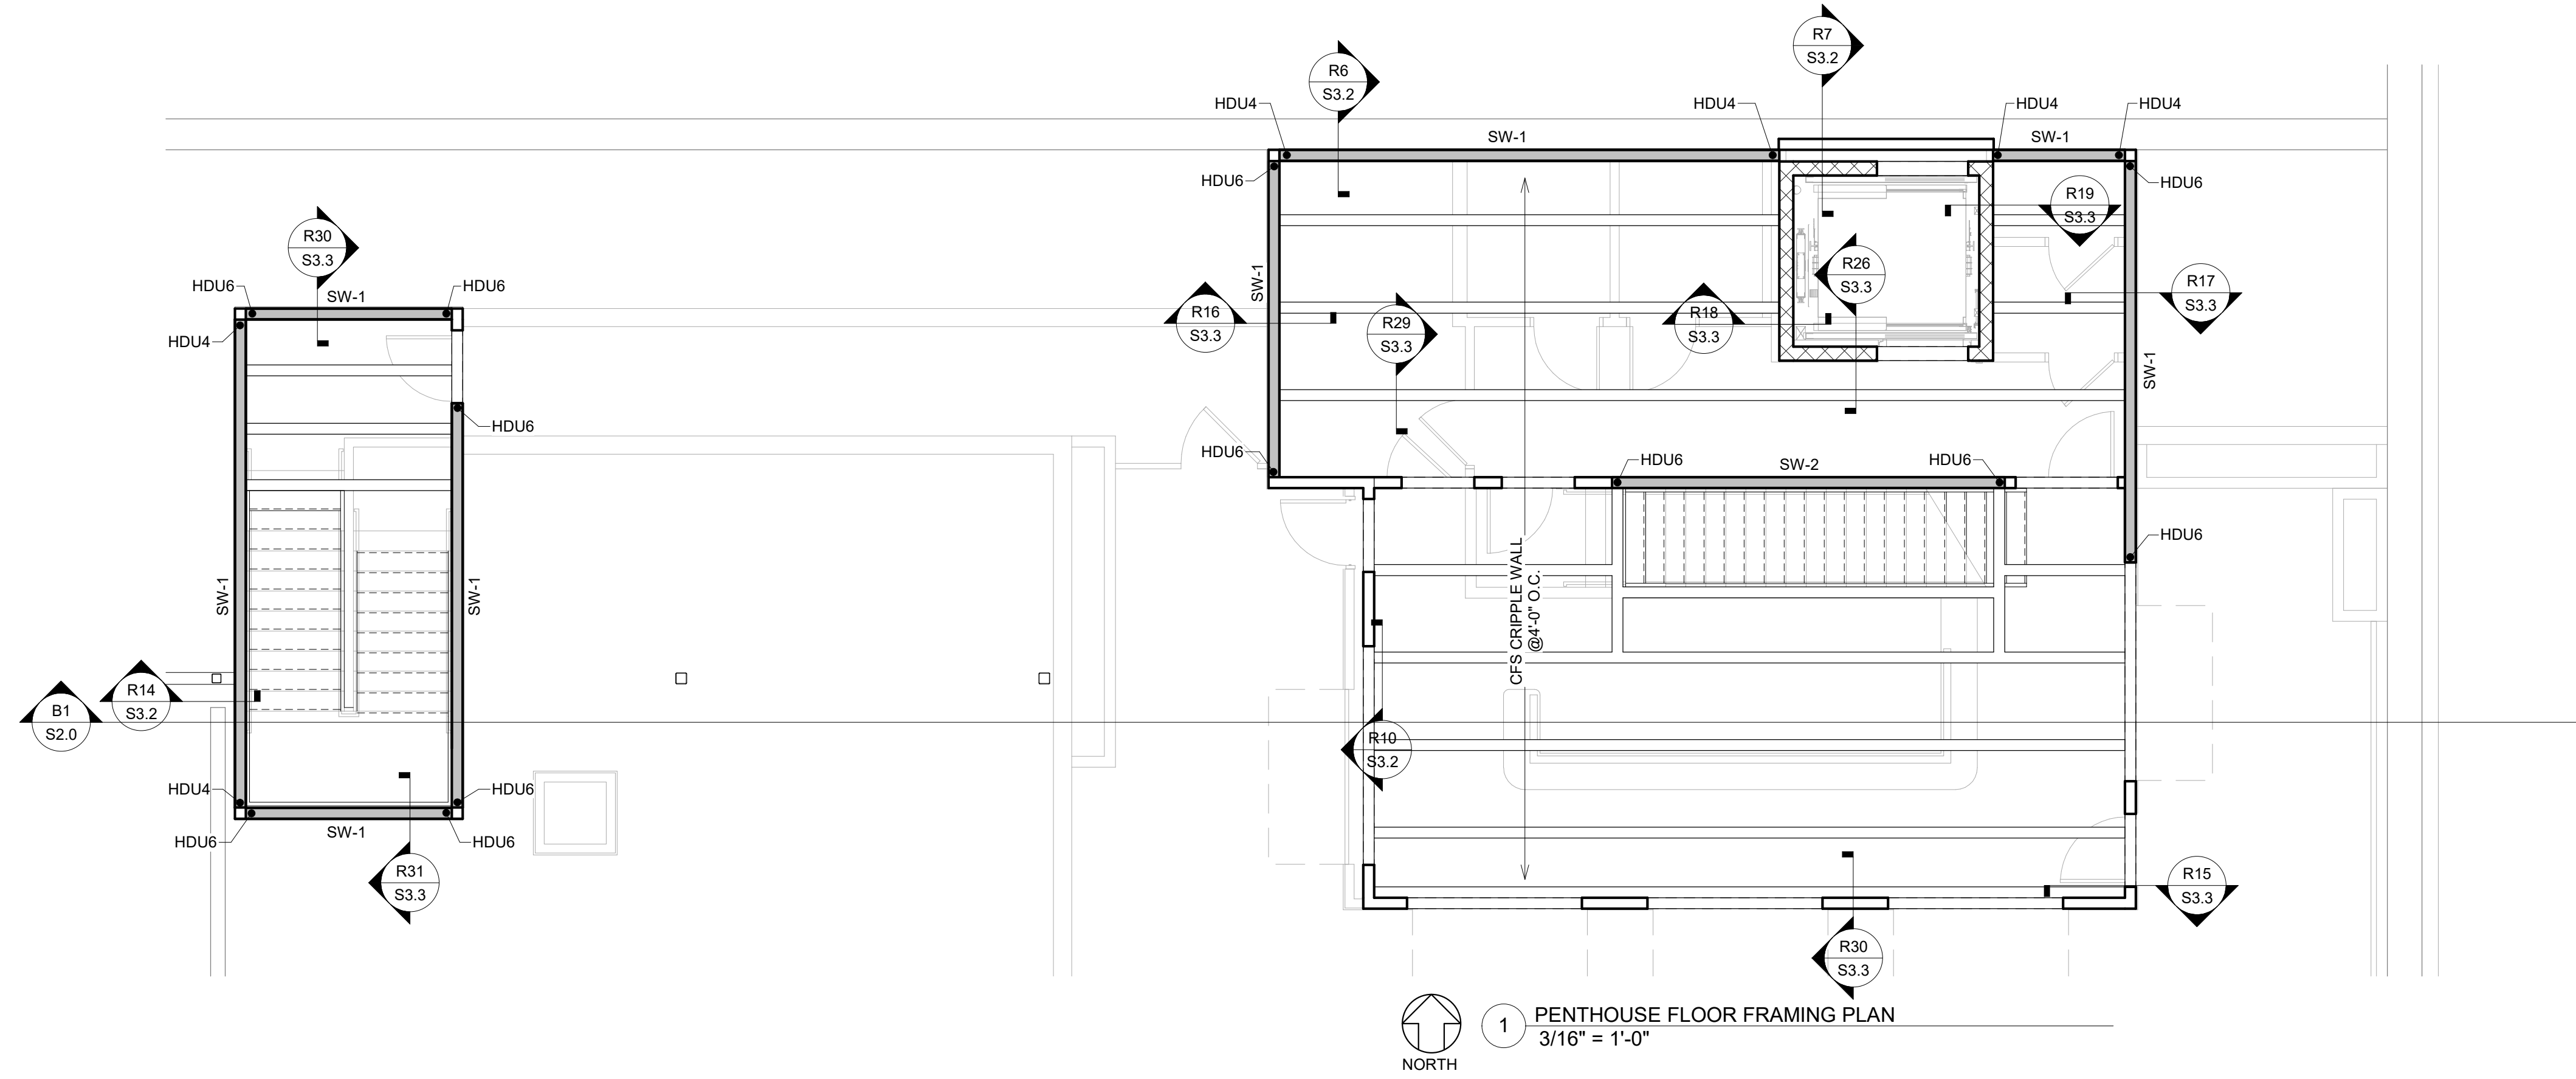 R7
S3.2
R6
S3.2
HDU4
HDU4
HDU4
HDU4
SW-1
SW-1
HDU6
HDU6
R19
S3.3
R30
S3.3
R26
S3.3
SW-1
R17
S3.3
HDU6
HDU6
SW-1
R16
S3.3
R29
S3.3
R18
S3.3
HDU4
SW-1
HDU6
HDU6
HDU6
SW-2
HDU6
HDU6
CFS CRIPPLE WALL
@4'-0" O.C.
SW-1
SW-1
R14
S3.2
B1
S2.0
R10
S3.2
HDU4
HDU6
HDU6
SW-1
HDU6
R31
S3.3
R15
S3.3
R30
S3.3
1
PENTHOUSE FLOOR FRAMING PLAN
3/16" = 1'-0"
NORTH